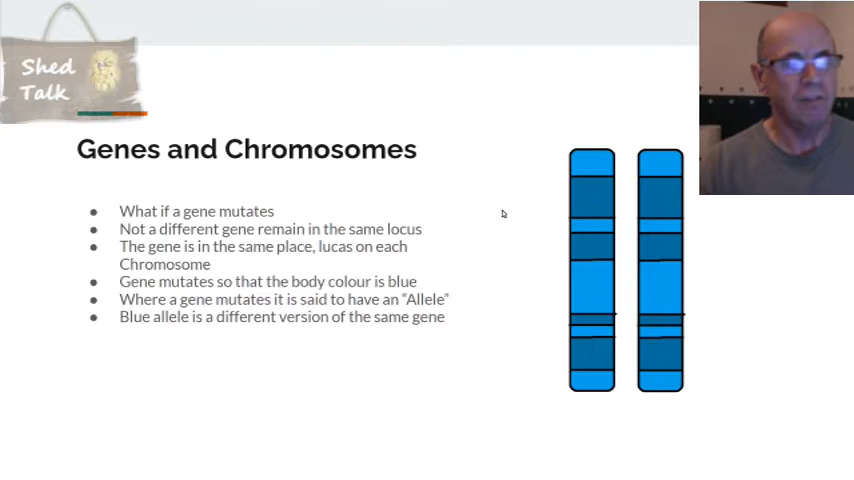 Shed
Talk
Genes and Chromosomes
What if a gene mutates
Not a different gene remain in the same locus
The gene is in the same place, lucas on each
Chromosome
Gene mutates so that the body colour is blue
Where a gene mutates it is said to have an “Allele”
Blue allele is a different version of the same gene